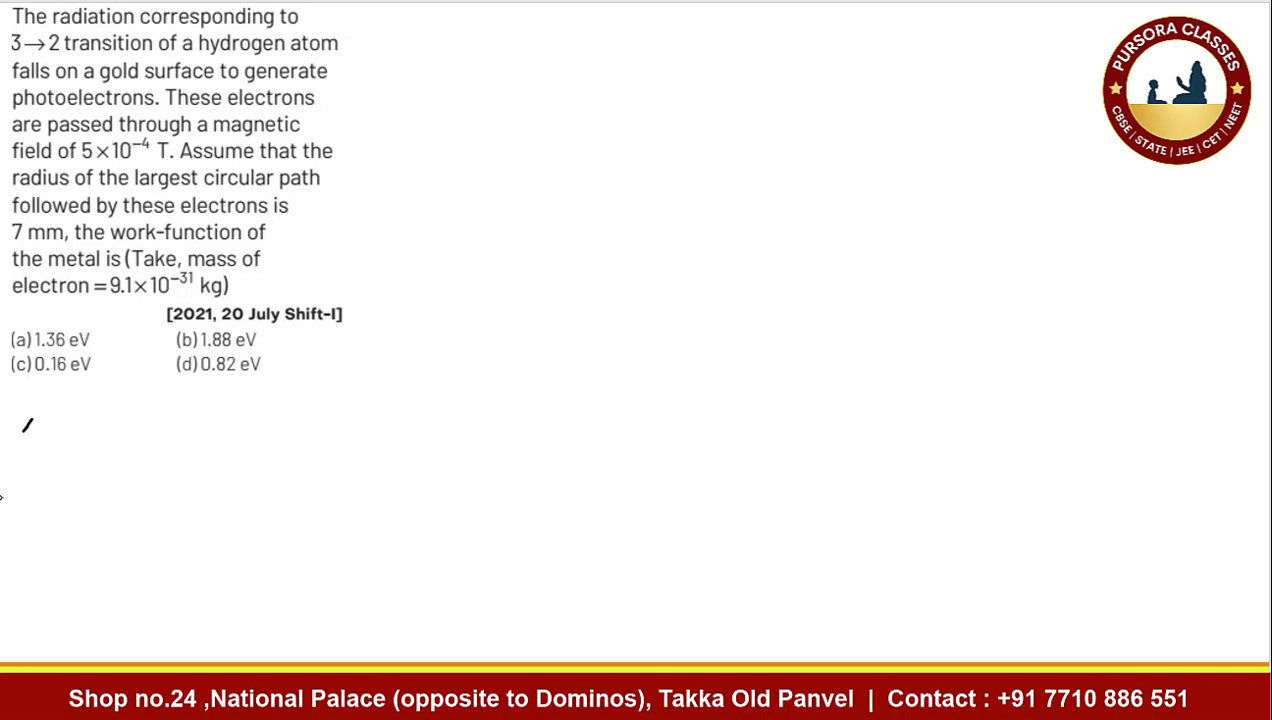 The radiation corresponding to
3→2 transition of a hydrogen atom
falls on a gold surface to generate
photoelectrons. These electrons
are passed through a magnetic
field of 5×10⁻⁴ T. Assume that the
radius of the largest circular path
followed by these electrons is
7 mm, the work-function of
the metal is (Take, mass of
electron = 9.1×10⁻³¹ kg)
[2021, 20 July Shift-I]
(a) 1.36 eV (b) 1.88 eV
(c) 0.16 eV (d) 0.82 eV
PURSORA CLASSES
CBSE | STATE | JEE | CET | NEET
Shop no.24 ,National Palace (opposite to Dominos), Takka Old Panvel | Contact : +91 7710 886 551